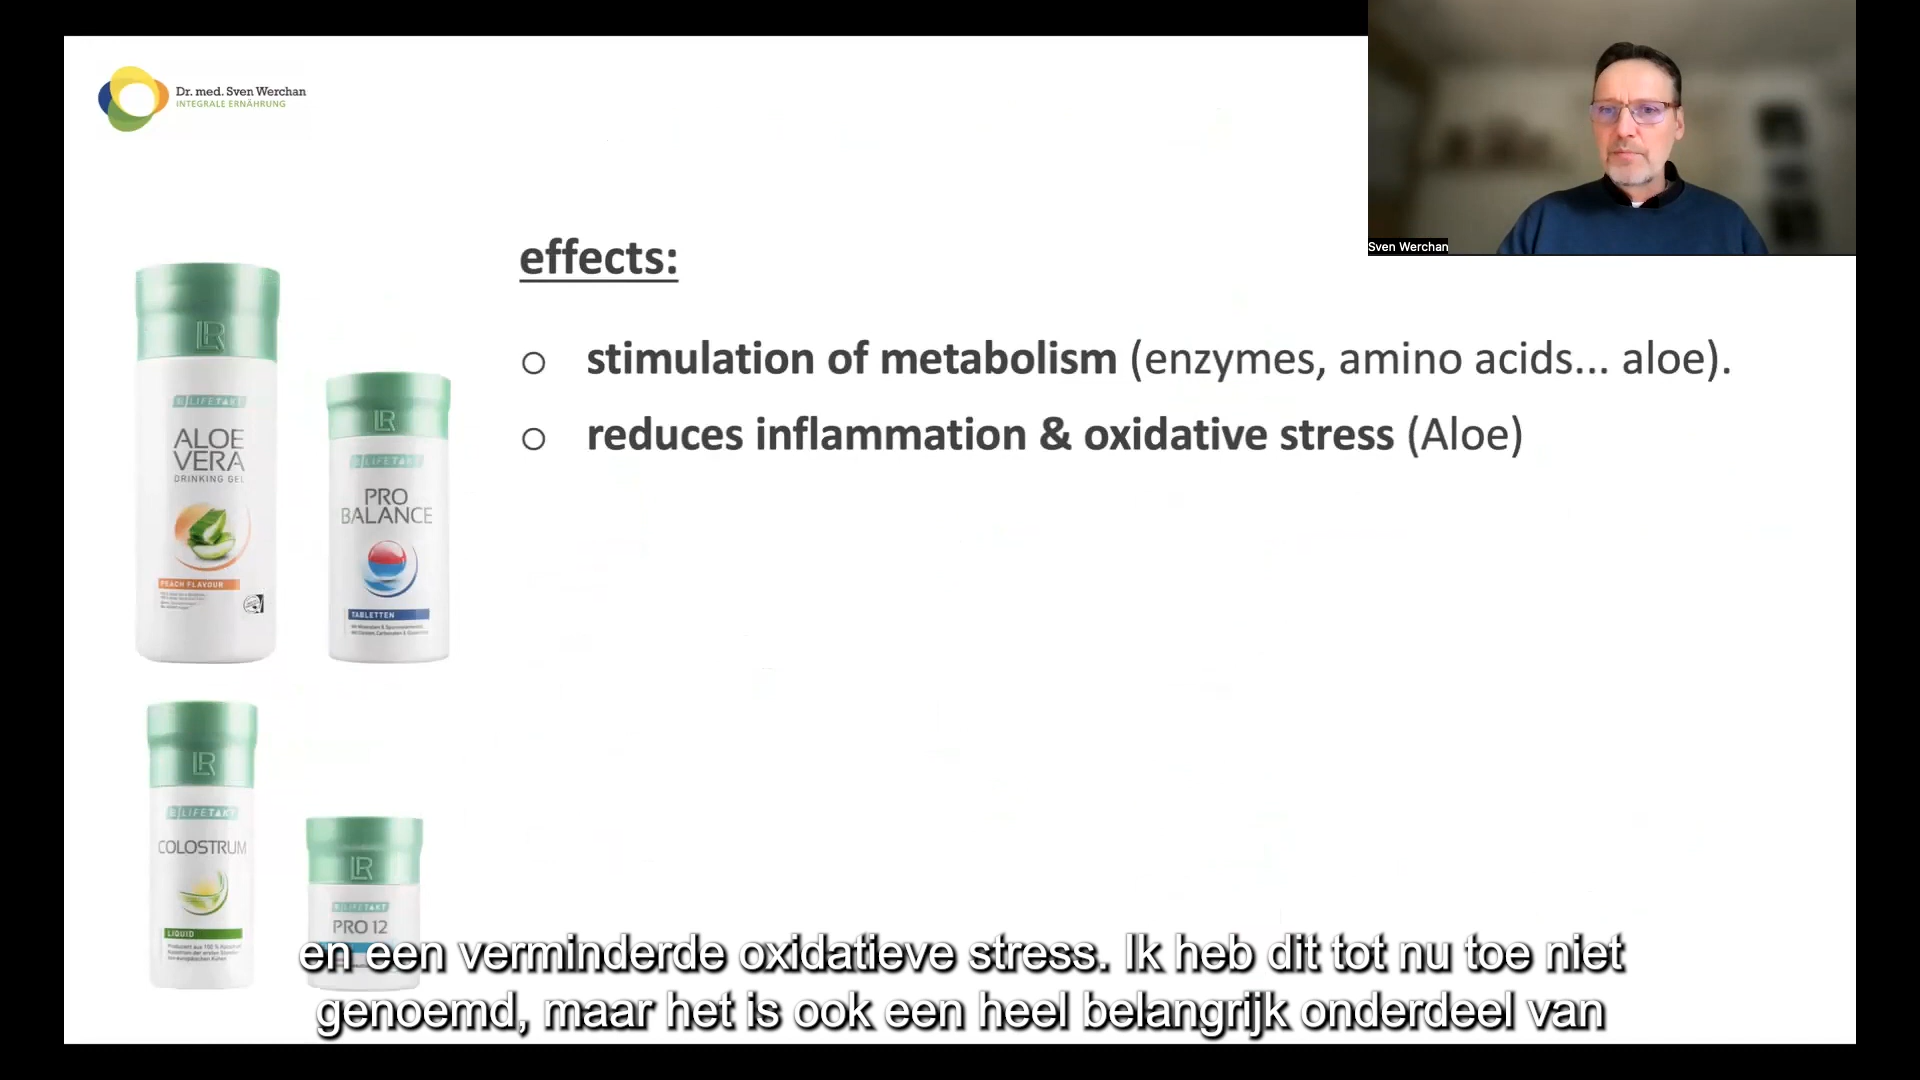 Dr. med. Sven Werchan
INTEGRALE ERNÄHRUNG
Sven Werchan
effects:
stimulation of metabolism (enzymes, amino acids... aloe).
reduces inflammation & oxidative stress (Aloe)
LR
LIFETAKT
ALOE
VERA
DRINKING GEL
PEACH FLAVOUR
LR
LIFETAKT
PRO
BALANCE
TABLETTEN
LR
LIFETAKT
COLOSTRUM
LIQUID
LR
LIFETAKT
PRO 12
en een verminderde oxidatieve stress. Ik heb dit tot nu toe niet
genoemd, maar het is ook een heel belangrijk onderdeel van